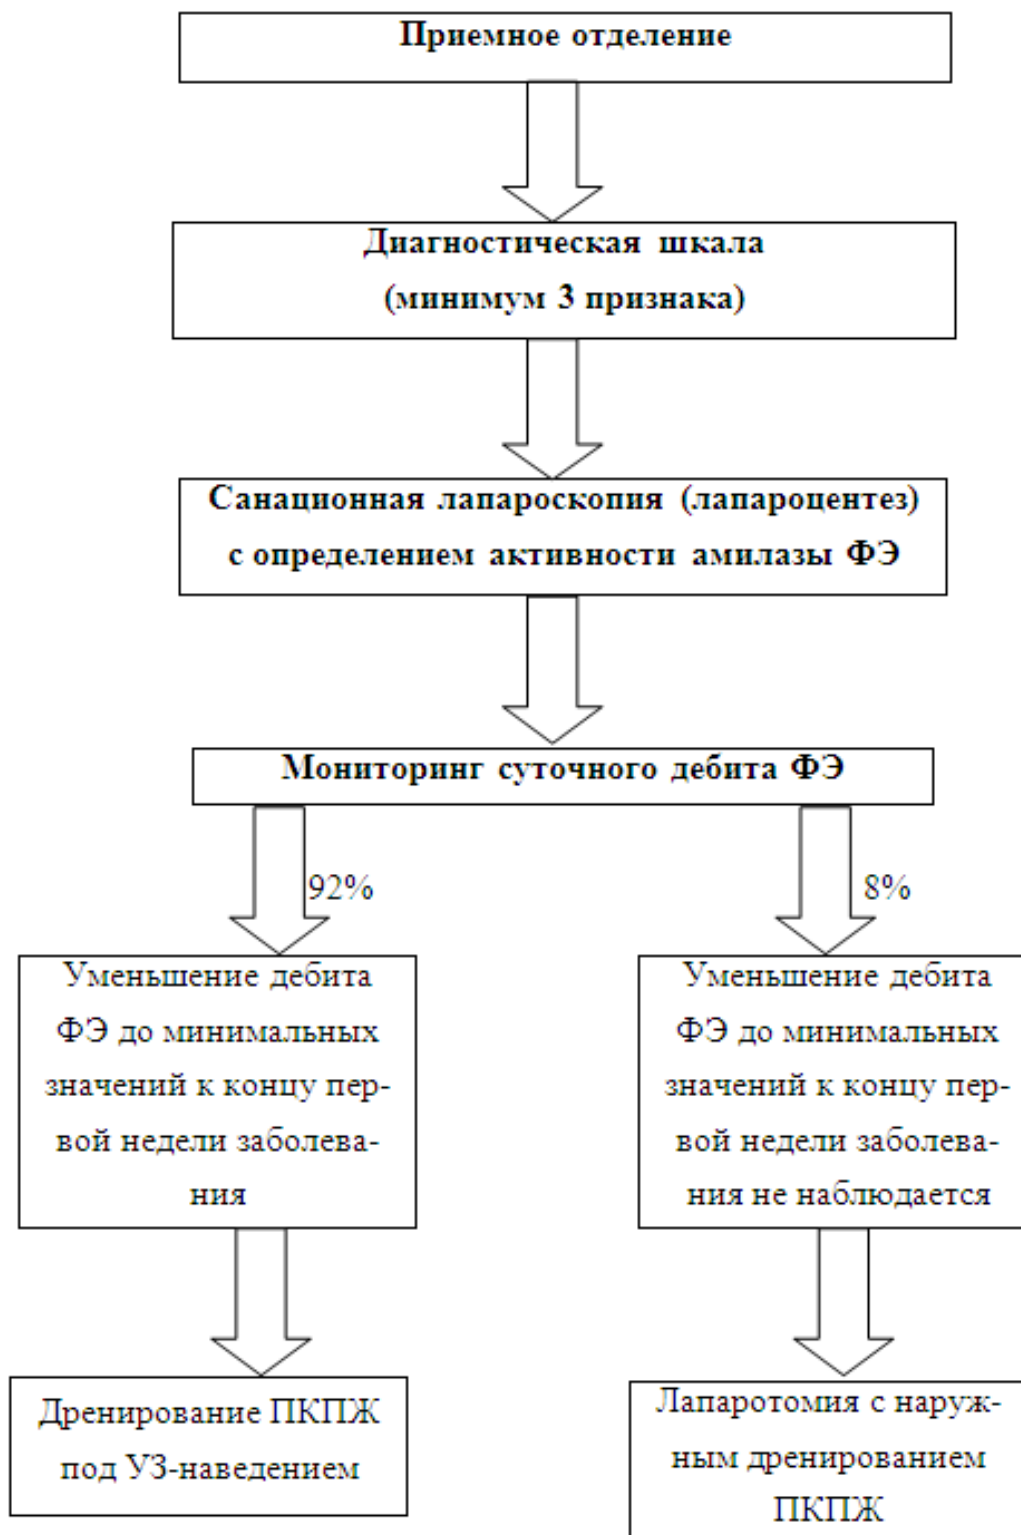 Приемное отделение
Диагностическая шкала
(минимум 3 признака)
Санационная лапароскопия (лапароцентез)
с определением активности амилазы ФЭ
Мониторинг суточного дебита ФЭ
92%
8%
Уменьшение дебита
ФЭ до минимальных
значений к концу пер-
вой недели заболева-
ния
Уменьшение дебита
ФЭ до минимальных
значений к концу пер-
вой недели заболева-
ния не наблюдается
Дренирование ПКПЖ
под УЗ-наведением
Лапаротомия с наруж-
ным дренированием
ПКПЖ